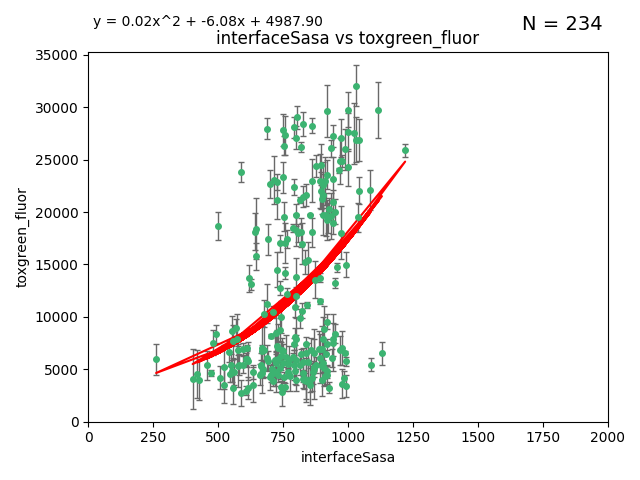 y = 0.02x^2 + -6.08x + 4987.90
N = 234
interfaceSasa vs toxgreen_fluor
35000
30000
25000
20000
15000
10000
5000
0
toxgreen_fluor
0 250 500 750 1000 1250 1500 1750 2000
interfaceSasa